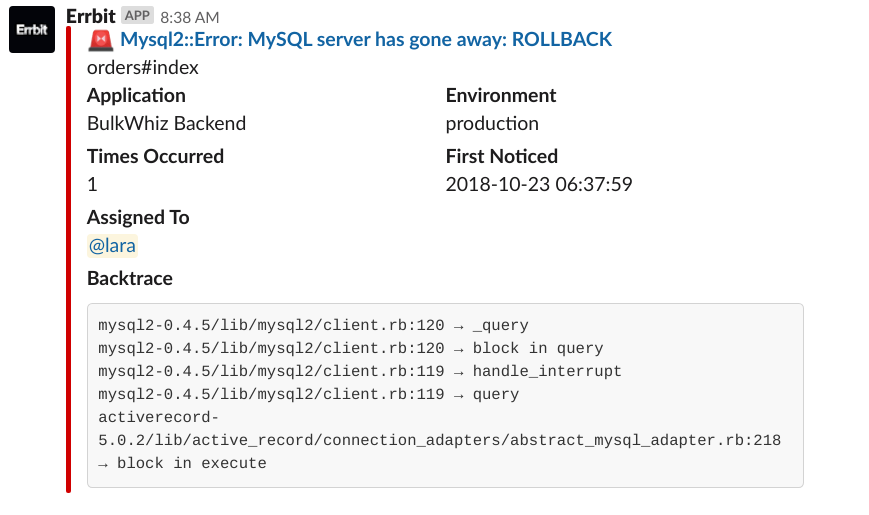 Errbit
Errbit APP 8:38 AM
Mysql2::Error: MySQL server has gone away: ROLLBACK
orders#index
Application Environment
BulkWhiz Backend production
Times Occurred First Noticed
1 2018-10-23 06:37:59
Assigned To
@lara
Backtrace
mysql2-0.4.5/lib/mysql2/client.rb:120 → _query
mysql2-0.4.5/lib/mysql2/client.rb:120 → block in query
mysql2-0.4.5/lib/mysql2/client.rb:119 → handle_interrupt
mysql2-0.4.5/lib/mysql2/client.rb:119 → query
activerecord-
5.0.2/lib/active_record/connection_adapters/abstract_mysql_adapter.rb:218
→ block in execute